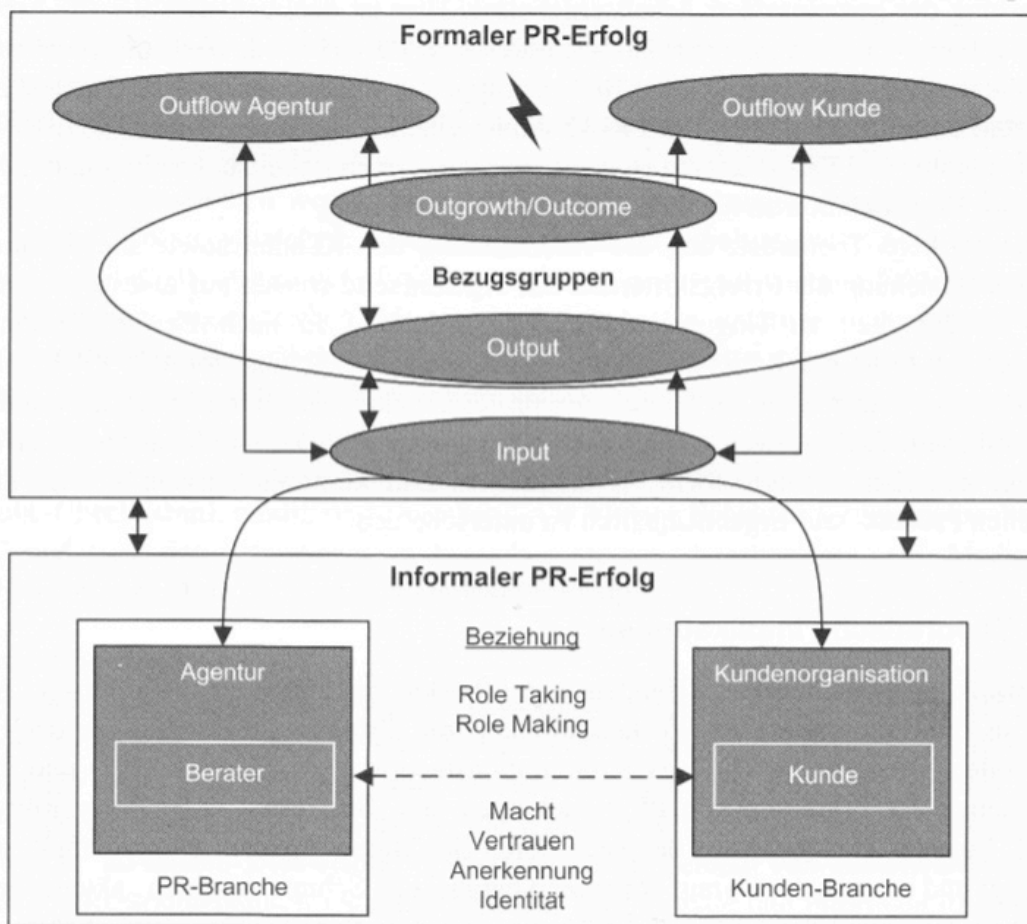 Formaler PR-Erfolg
Outflow Agentur
Outflow Kunde
Outgrowth/Outcome
Bezugsgruppen
Output
Input
Informaler PR-Erfolg
Beziehung
Agentur
Kundenorganisation
Role Taking
Role Making
Berater
Kunde
Macht
Vertrauen
Anerkennung
Identität
PR-Branche
Kunden-Branche